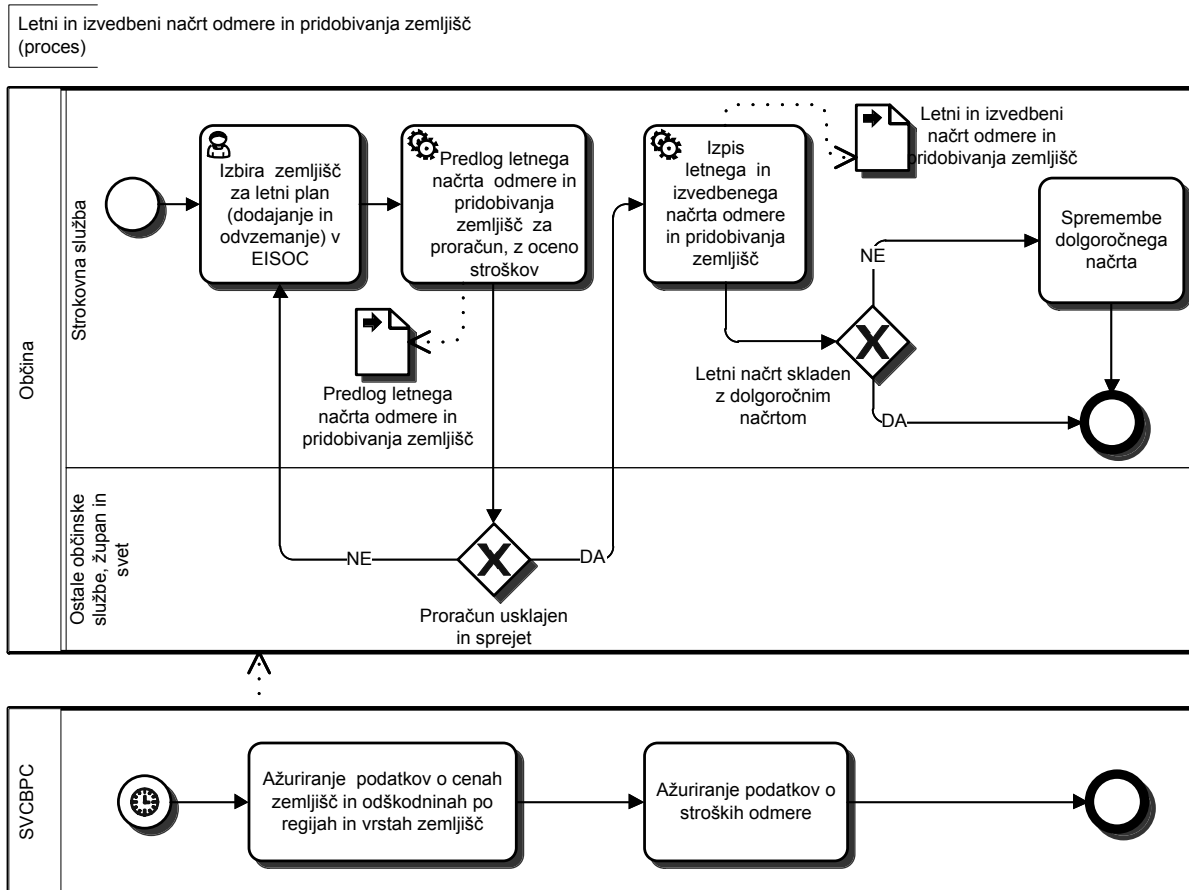 Letni in izvedbeni načrt odmere in pridobivanja zemljišč
(proces)
Občina
Strokovna služba
Izbira zemljišč
za letni plan
(dodajanje in
odvzemanje) v
EISOC
Predlog letnega
načrta odmere in
pridobivanja
zemljišč za
proračun, z oceno
stroškov
Predlog letnega
načrta odmere in
pridobivanja zemljišč
Izpis
letnega in
izvedbenega
načrta odmere
in pridobivanja
zemljišč
Letni in izvedbeni
načrt odmere in
pridobivanja zemljišč
Letni načrt skladen
z dolgoročnim
načrtom
NE
DA
Spremembe
dolgoročnega
načrta
Ostale občinske
službe, župan in
svet
NE
DA
Proračun usklajen
in sprejet
SVCBPC
Ažuriranje podatkov o cenah
zemljišč in odškodninah po
regijah in vrstah zemljišč
Ažuriranje podatkov o
stroških odmere